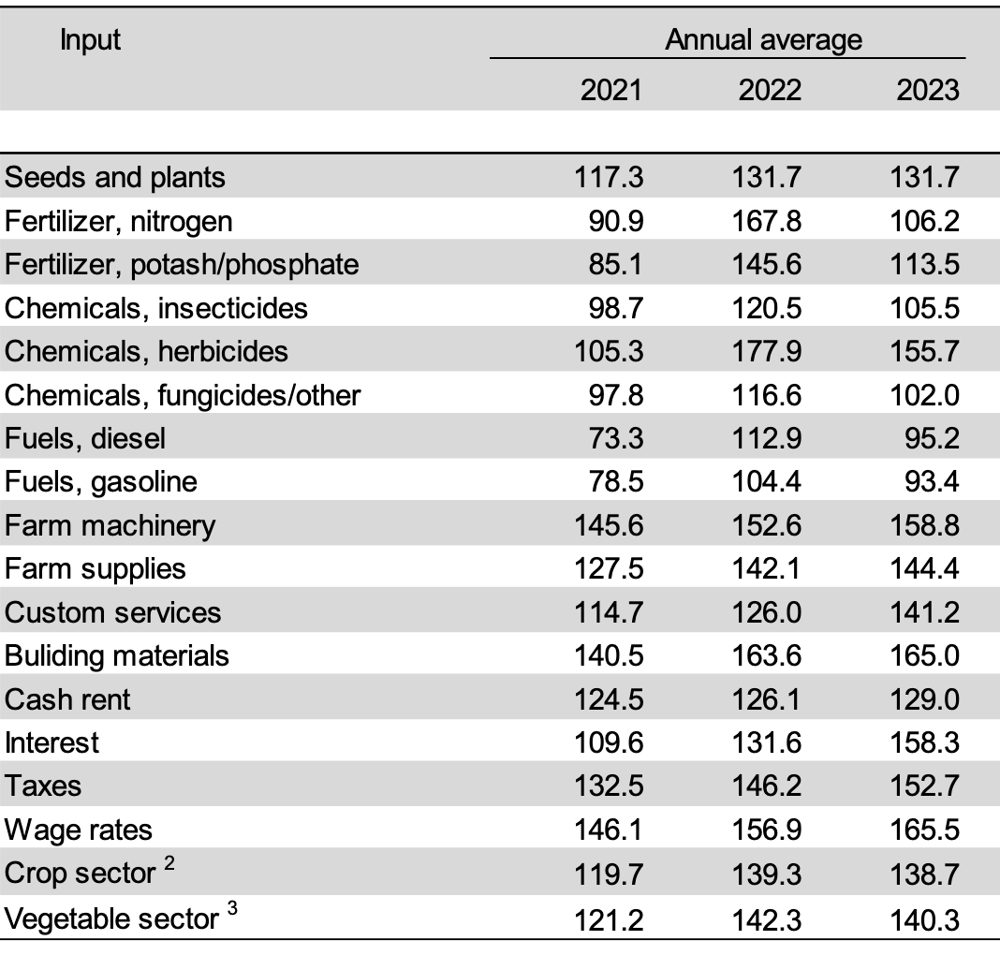 Input Annual average
2021 2022 2023
Seeds and plants 117.3 131.7 131.7
Fertilizer, nitrogen 90.9 167.8 106.2
Fertilizer, potash/phosphate 85.1 145.6 113.5
Chemicals, insecticides 98.7 120.5 105.5
Chemicals, herbicides 105.3 177.9 155.7
Chemicals, fungicides/other 97.8 116.6 102.0
Fuels, diesel 73.3 112.9 95.2
Fuels, gasoline 78.5 104.4 93.4
Farm machinery 145.6 152.6 158.8
Farm supplies 127.5 142.1 144.4
Custom services 114.7 126.0 141.2
Buliding materials 140.5 163.6 165.0
Cash rent 124.5 126.1 129.0
Interest 109.6 131.6 158.3
Taxes 132.5 146.2 152.7
Wage rates 146.1 156.9 165.5
Crop sector 2 119.7 139.3 138.7
Vegetable sector 3 121.2 142.3 140.3